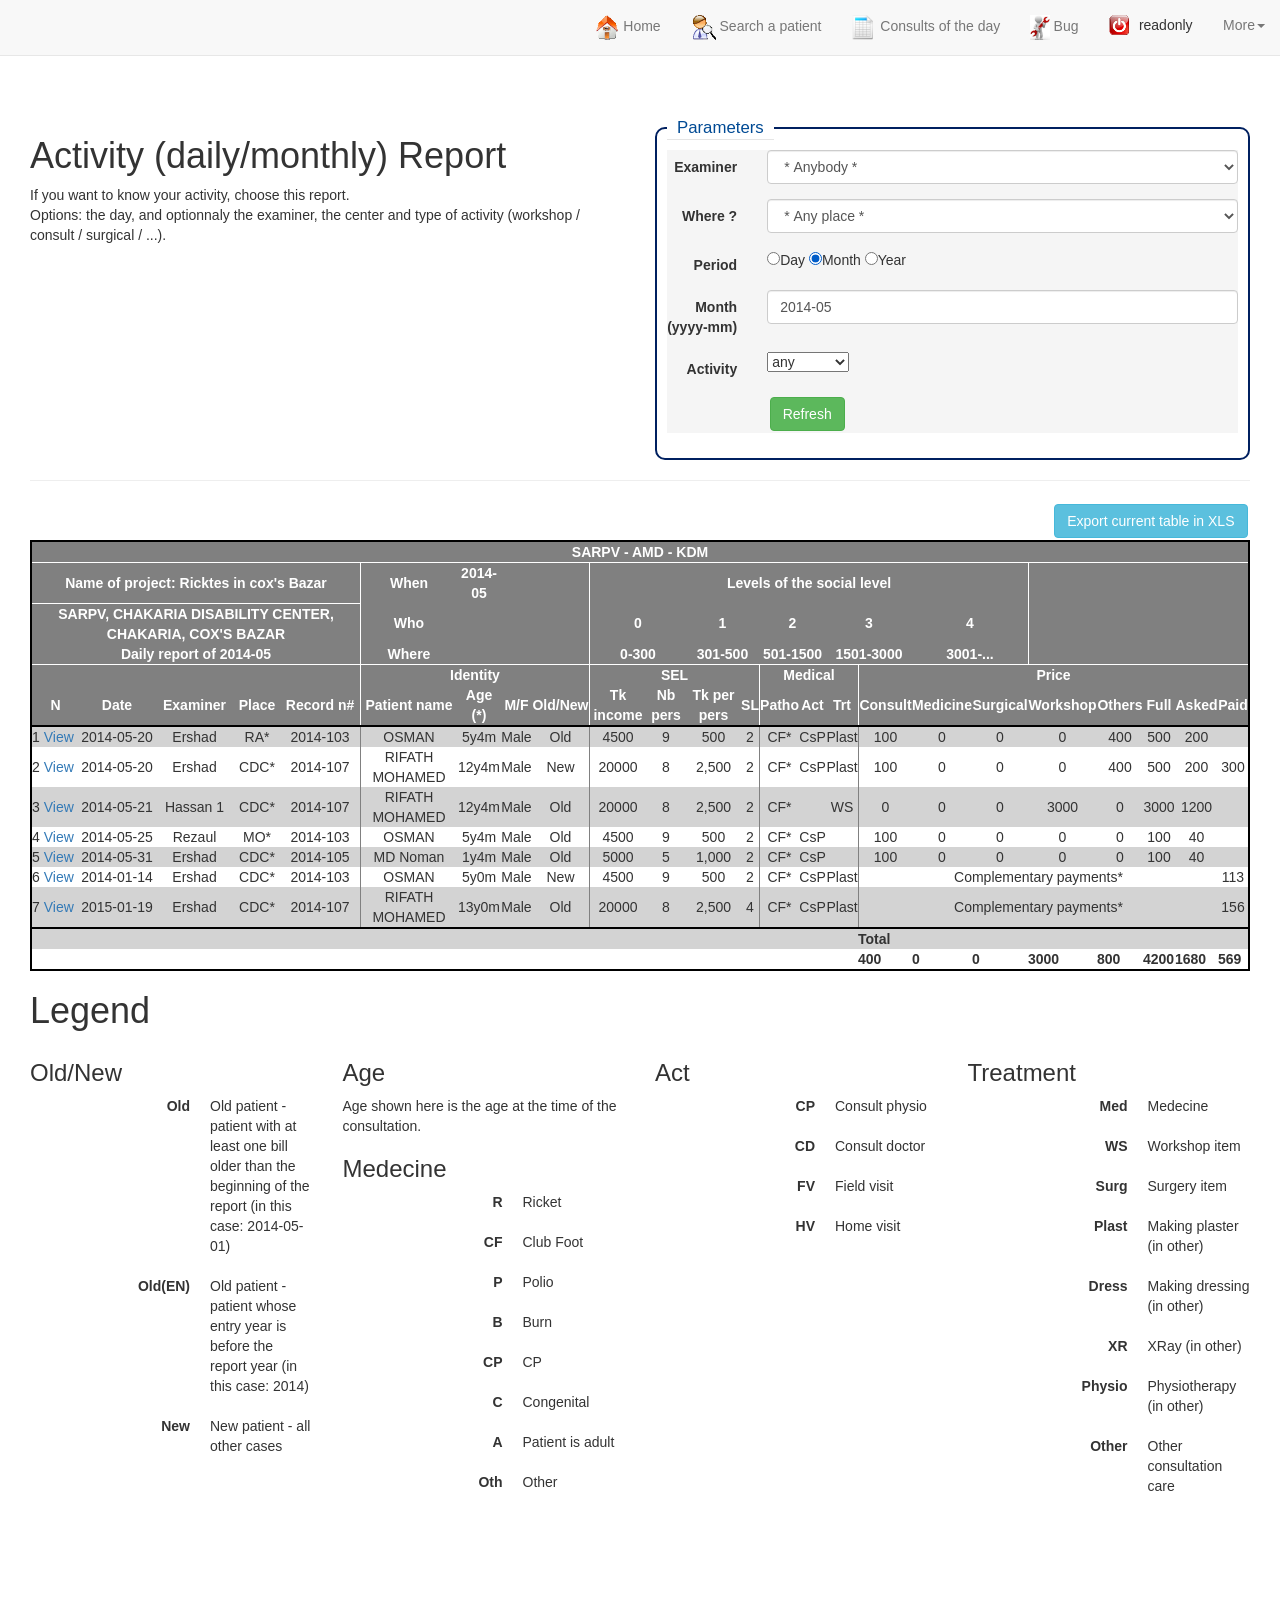 Home Search a patient Consults of the day Bug readonly More
Activity (daily/monthly) Report
If you want to know your activity, choose this report.
Options: the day, and optionnaly the examiner, the center and type of activity (workshop /
consult / surgical / ...).
Parameters
Examiner * Anybody *
Where ? * Any place *
Period Day Month Year
Month
(yyyy-mm) 2014-05
Activity any
Refresh
Export current table in XLS
SARPV - AMD - KDM
Name of project: Ricktes in cox's Bazar When 2014-
05 Levels of the social level
SARPV, CHAKARIA DISABILITY CENTER,
CHAKARIA, COX'S BAZAR Who 0 1 2 3 4
Daily report of 2014-05 Where 0-300 301-500 501-1500 1501-3000 3001-...
Identity SEL Medical Price
N Date Examiner Place Record n# Patient name Age
(*) M/F Old/New Tk
income Nb
pers Tk per
pers SL Patho Act Trt Consult Medicine Surgical Workshop Others Full Asked Paid
1 View 2014-05-20 Ershad RA* 2014-103 OSMAN 5y4m Male Old 4500 9 500 2 CF* CsP Plast 100 0 0 0 400 500 200
2 View 2014-05-20 Ershad CDC* 2014-107 RIFATH
MOHAMED 12y4m Male New 20000 8 2,500 2 CF* CsP Plast 100 0 0 0 400 500 200 300
3 View 2014-05-21 Hassan 1 CDC* 2014-107 RIFATH
MOHAMED 12y4m Male Old 20000 8 2,500 2 CF* WS 0 0 0 3000 0 3000 1200
4 View 2014-05-25 Rezaul MO* 2014-103 OSMAN 5y4m Male Old 4500 9 500 2 CF* CsP 100 0 0 0 0 100 40
5 View 2014-05-31 Ershad CDC* 2014-105 MD Noman 1y4m Male Old 5000 5 1,000 2 CF* CsP 100 0 0 0 0 100 40
6 View 2014-01-14 Ershad CDC* 2014-103 OSMAN 5y0m Male New 4500 9 500 2 CF* CsP Plast Complementary payments* 113
7 View 2015-01-19 Ershad CDC* 2014-107 RIFATH
MOHAMED 13y0m Male Old 20000 8 2,500 4 CF* CsP Plast Complementary payments* 156
Total
400 0 0 3000 800 4200 1680 569
Legend
Old/New
Old Old patient -
patient with at
least one bill
older than the
beginning of the
report (in this
case: 2014-05-
01)
Old(EN) Old patient -
patient whose
entry year is
before the
report year (in
this case: 2014)
New New patient - all
other cases
Age
Age shown here is the age at the time of the
consultation.
Medecine
R Ricket
CF Club Foot
P Polio
B Burn
CP CP
C Congenital
A Patient is adult
Oth Other
Act
CP Consult physio
CD Consult doctor
FV Field visit
HV Home visit
Treatment
Med Medecine
WS Workshop item
Surg Surgery item
Plast Making plaster
(in other)
Dress Making dressing
(in other)
XR XRay (in other)
Physio Physiotherapy
(in other)
Other Other
consultation
care